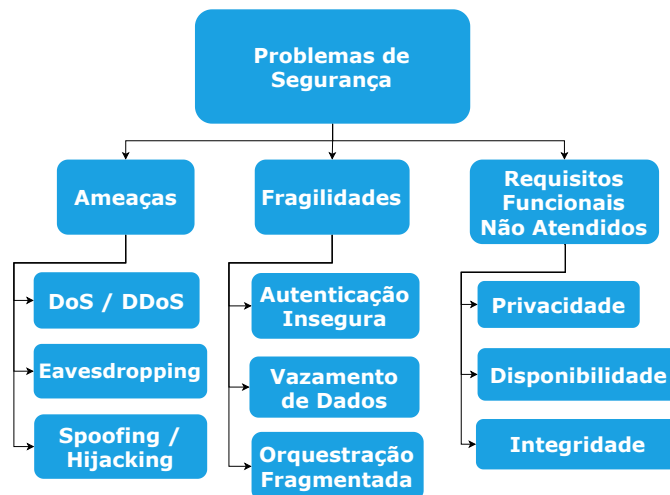 Problemas de
Segurança
Ameaças
Fragilidades
Requisitos
Funcionais
Não Atendidos
DoS / DDoS
Eavesdropping
Spoofing /
Hijacking
Autenticação
Insegura
Vazamento
de Dados
Orquestração
Fragmentada
Privacidade
Disponibilidade
Integridade